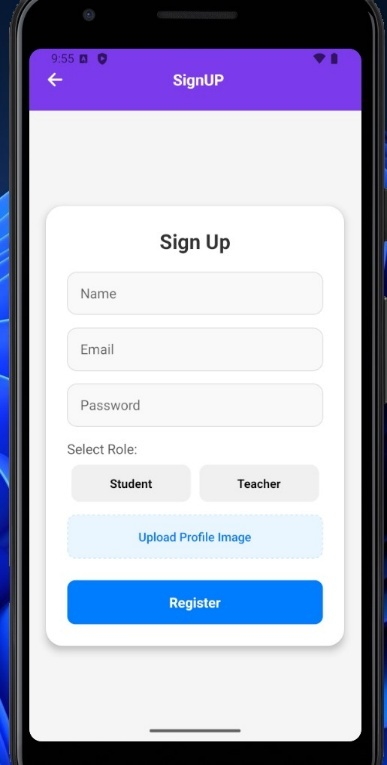 9:55
SignUP
Sign Up
Name
Email
Password
Select Role:
Student Teacher
Upload Profile Image
Register